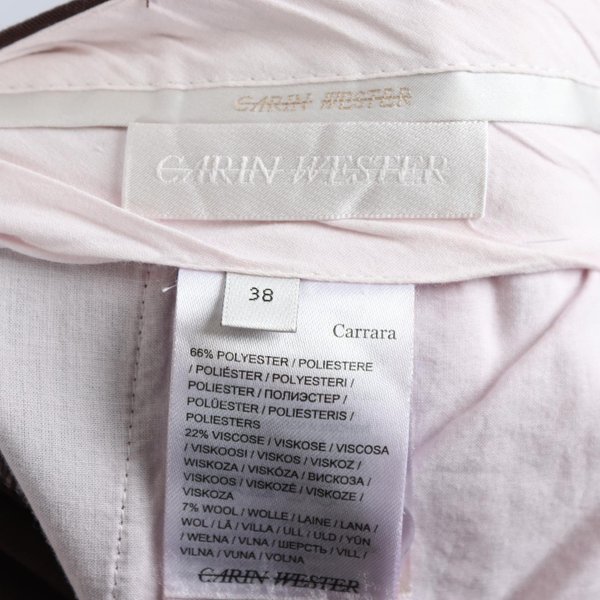 CARIN WESTER
CARIN WESTER
38
Carrara
66% POLYESTER / POLIESTERE
/ POLIÉSTER / POLYESTERI /
POLIESTER / ПОЛИЭСТЕР /
POLÜESTER / POLIESTERIS /
POLIESTERS
22% VISCOSE / VISKOSE / VISCOSA
/ VISKOOSI / VISKOS / VISKOZ /
WISKOZA / VISKÓZA / ВИСКОЗА /
VISKOOS / VISKOZĖ / VISKOZE /
VISKOZA
7% WOOL / WOLLE / LAINE / LANA /
WOL / LÃ / VILLA / ULL / ULD / YÜN
/ WEŁNA / VLNA / ШЕРСТЬ / VILL /
VILNA / VUNA / VOLNA
CARIN WESTER